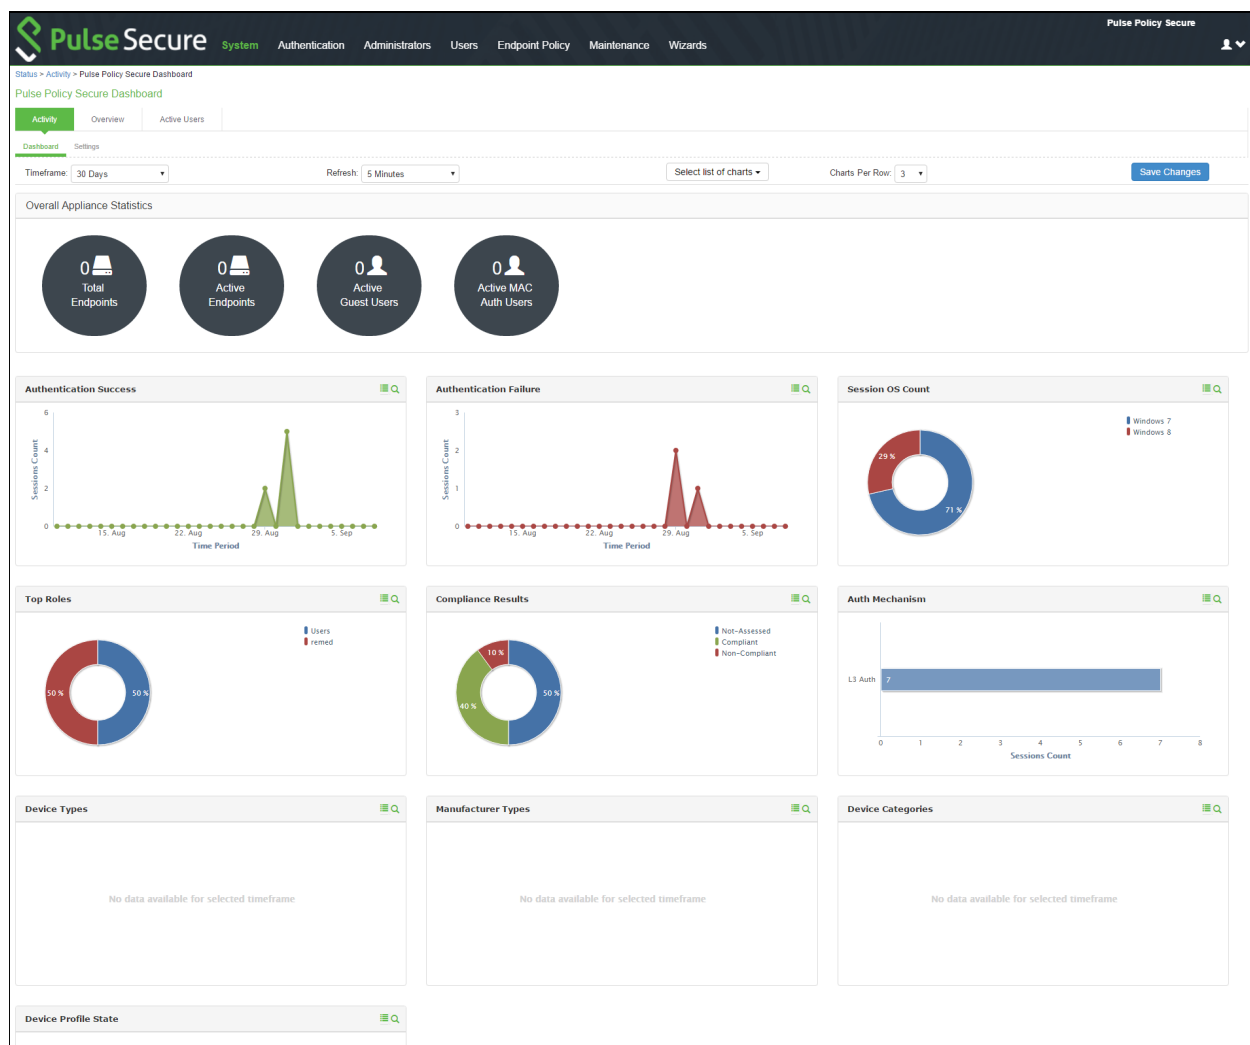 Pulse Policy Secure
Pulse Secure System Authentication Administrators Users Endpoint Policy Maintenance Wizards
Status > Activity > Pulse Policy Secure Dashboard
Pulse Policy Secure Dashboard
Activity Overview Active Users
Dashboard Settings
Timeframe: 30 Days Refresh: 5 Minutes Select list of charts Charts Per Row: 3 Save Changes
Overall Appliance Statistics
0 Total Endpoints
0 Active Endpoints
0 Active Guest Users
0 Active MAC Auth Users
Authentication Success
Sessions Count
6
4
2
0
15. Aug 22. Aug 29. Aug 5. Sep
Time Period
Authentication Failure
Sessions Count
3
2
1
0
15. Aug 22. Aug 29. Aug 5. Sep
Time Period
Session OS Count
Windows 7
Windows 8
29 %
71 %
Top Roles
Users
remed
50 % 50 %
Compliance Results
Not-Assessed
Compliant
Non-Compliant
10 %
50 %
40 %
Auth Mechanism
L3 Auth 7
0 1 2 3 4 5 6 7 8
Sessions Count
Device Types
No data available for selected timeframe
Manufacturer Types
No data available for selected timeframe
Device Categories
No data available for selected timeframe
Device Profile State